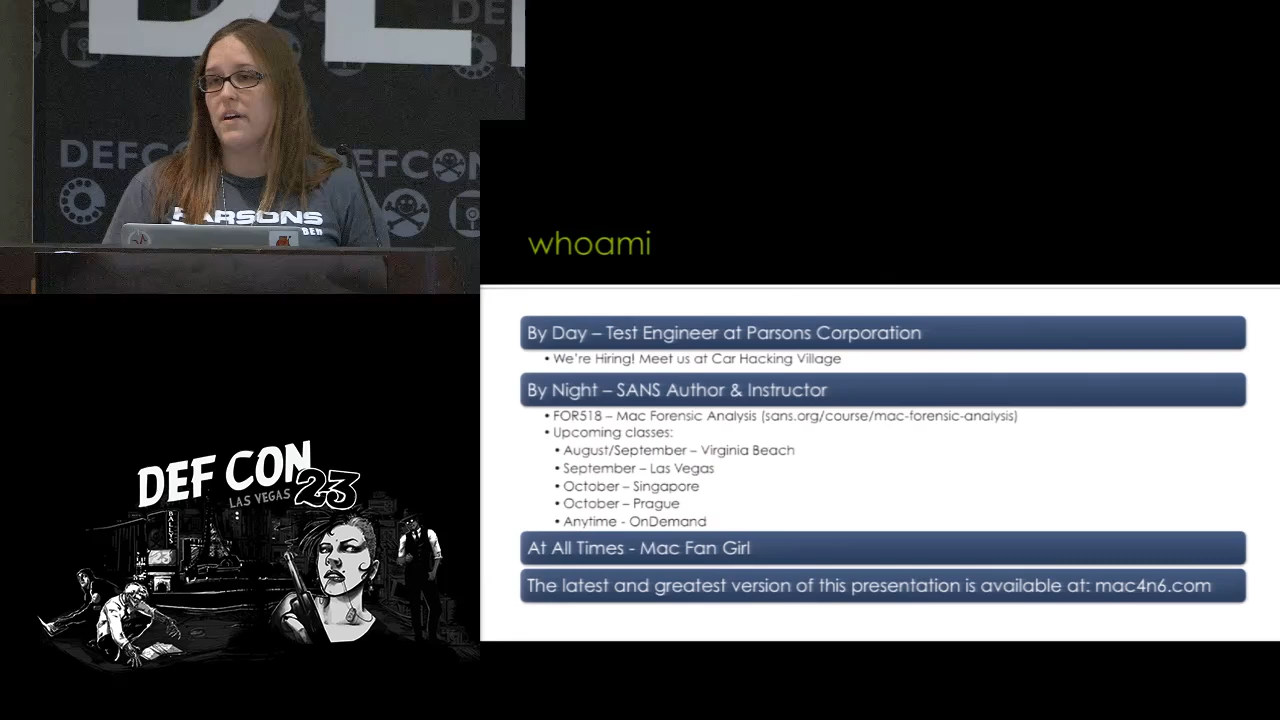 DE
DEFCON
PARSONS
whoami
By Day – Test Engineer at Parsons Corporation
• We're Hiring! Meet us at Car Hacking Village
By Night – SANS Author & Instructor
• FOR518 – Mac Forensic Analysis (sans.org/course/mac-forensic-analysis)
• Upcoming classes:
• August/September – Virginia Beach
• September – Las Vegas
• October – Singapore
• October – Prague
• Anytime - OnDemand
At All Times - Mac Fan Girl
The latest and greatest version of this presentation is available at: mac4n6.com
DEF CON
LAS VEGAS 23
BALLYS
23